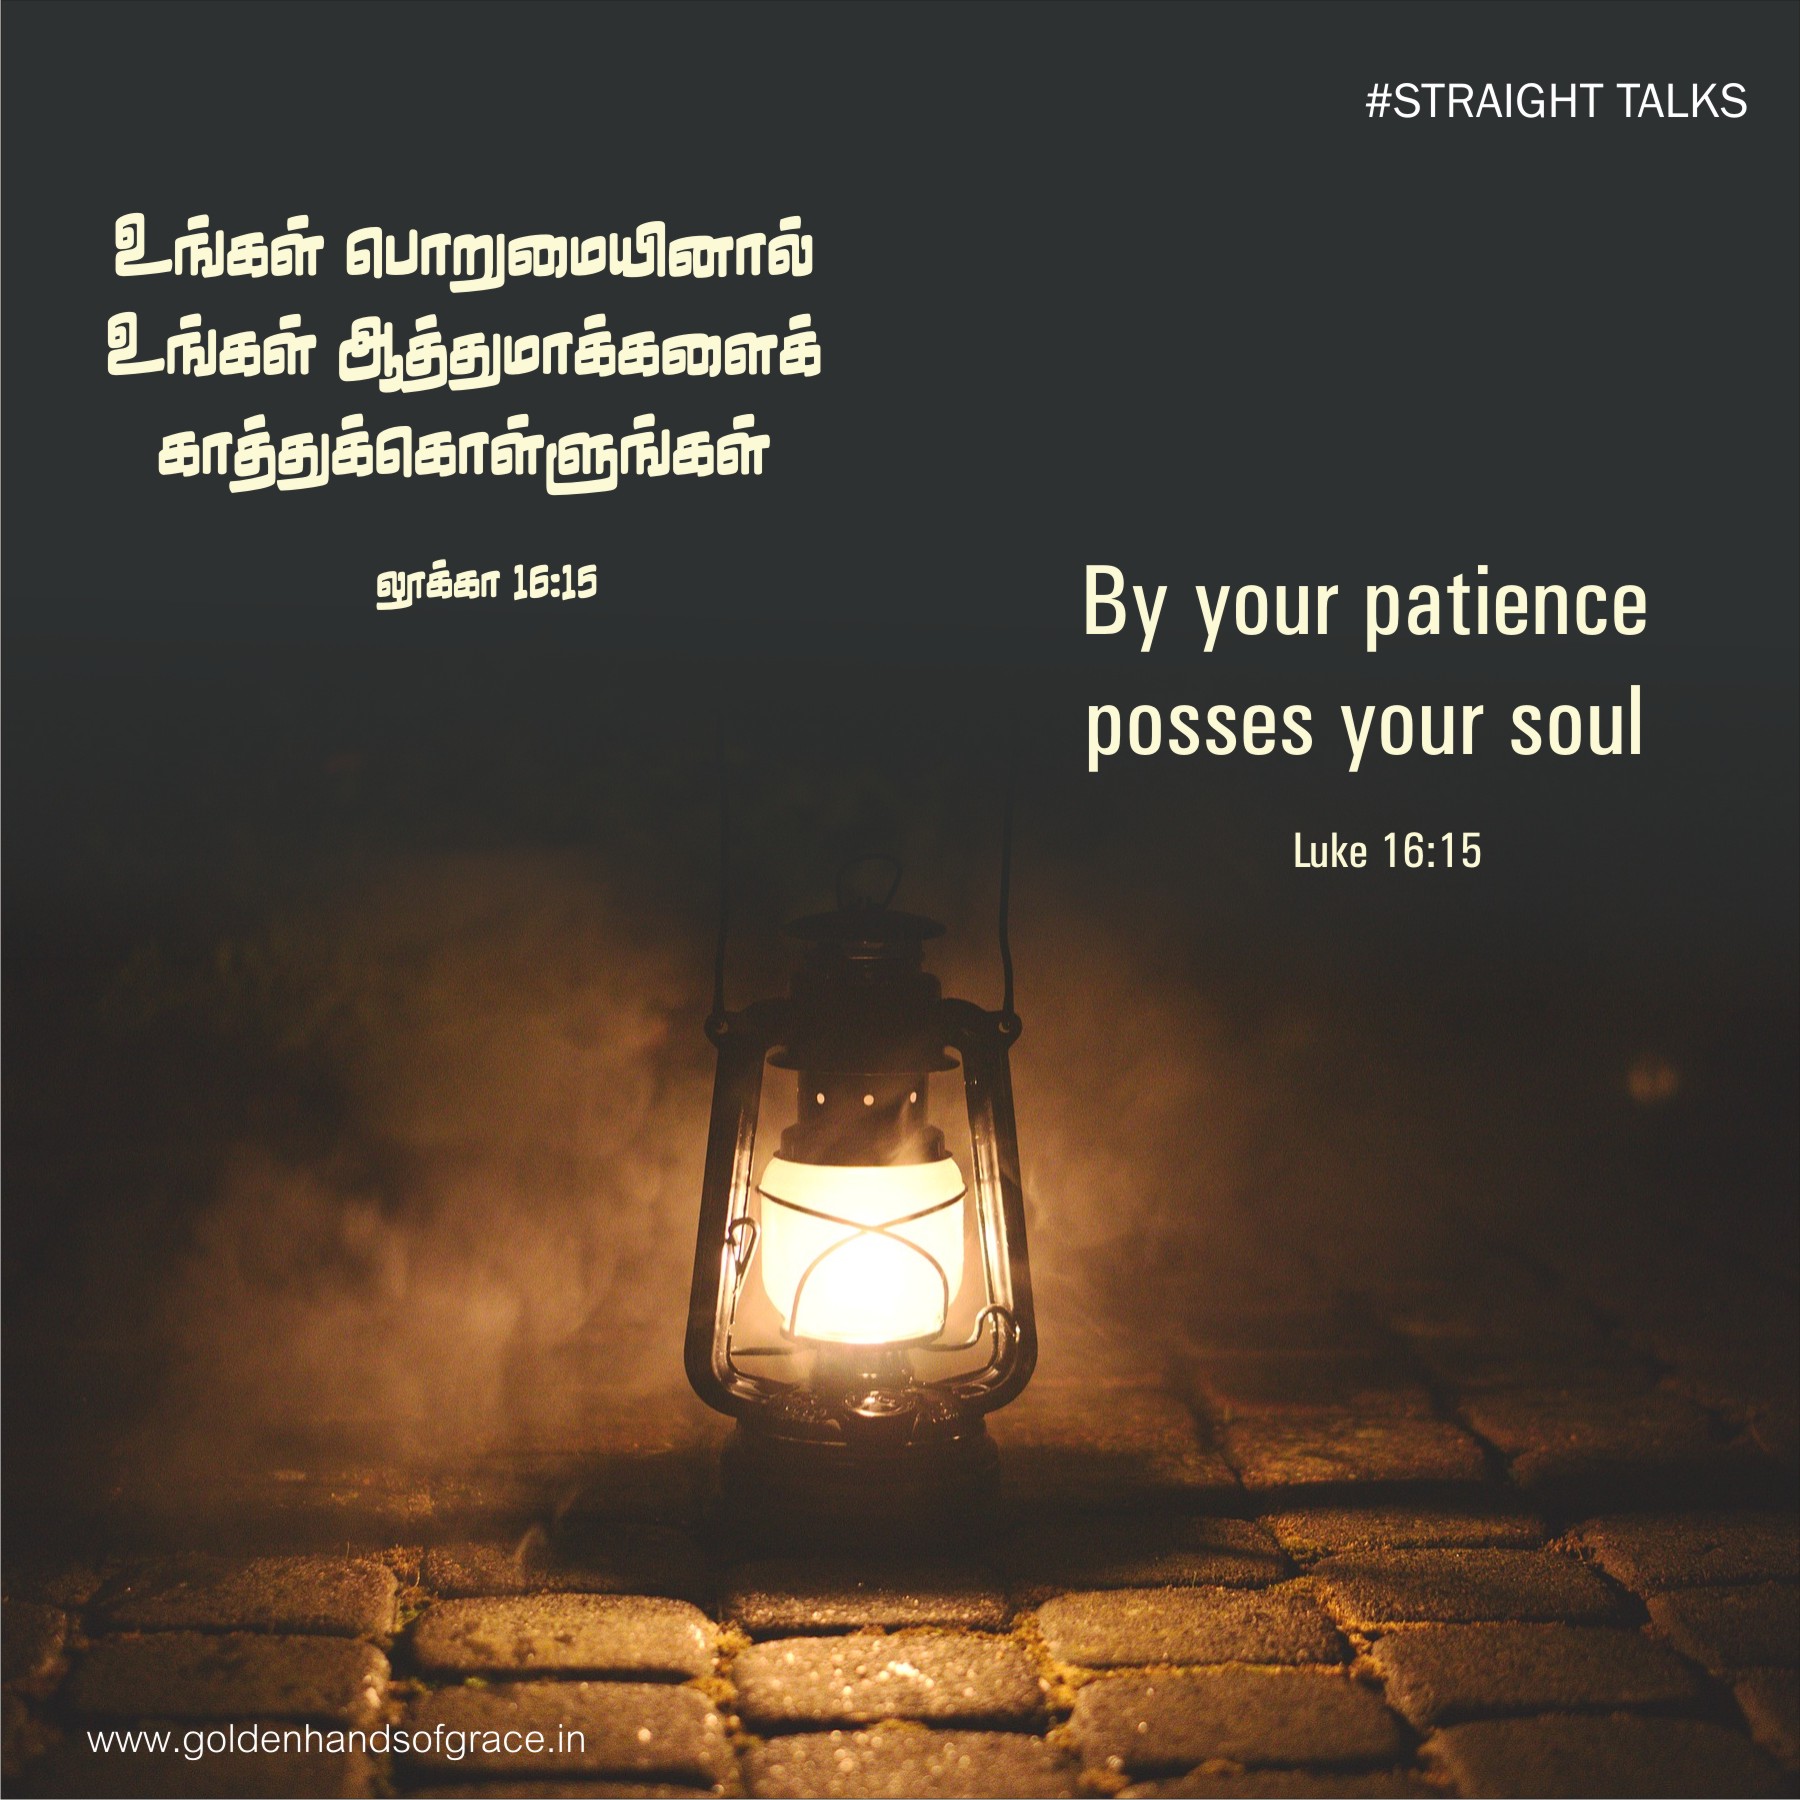 #STRAIGHT TALKS
உங்கள் பொறுமையினால்
உங்கள் ஆத்துமாக்களைக்
காத்துக்கொள்ளுங்கள்
லூக்கா 16:15
By your patience
posses your soul
Luke 16:15
www.goldenhandsofgrace.in